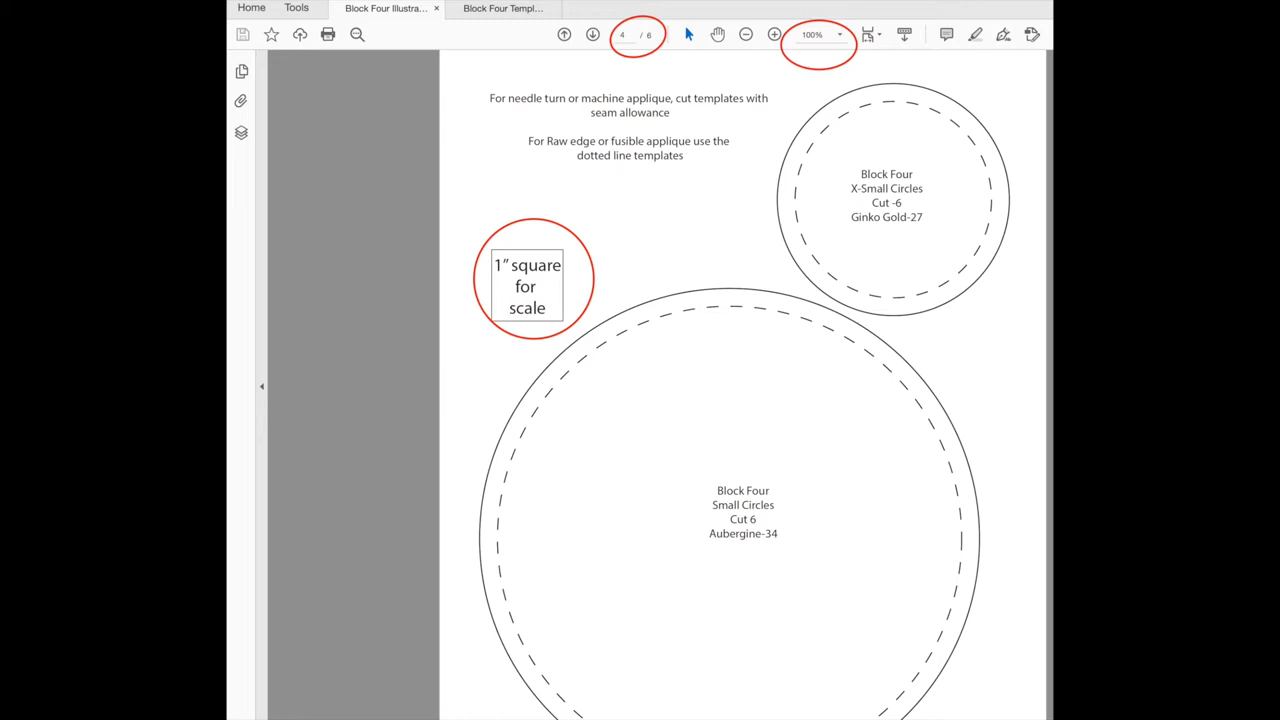 Home
Tools
Block Four Illustra...
Block Four Templ...
4 / 6
100%
For needle turn or machine applique, cut templates with
seam allowance
For Raw edge or fusible applique use the
dotted line templates
Block Four
X-Small Circles
Cut -6
Ginko Gold-27
1” square
for
scale
Block Four
Small Circles
Cut 6
Aubergine-34